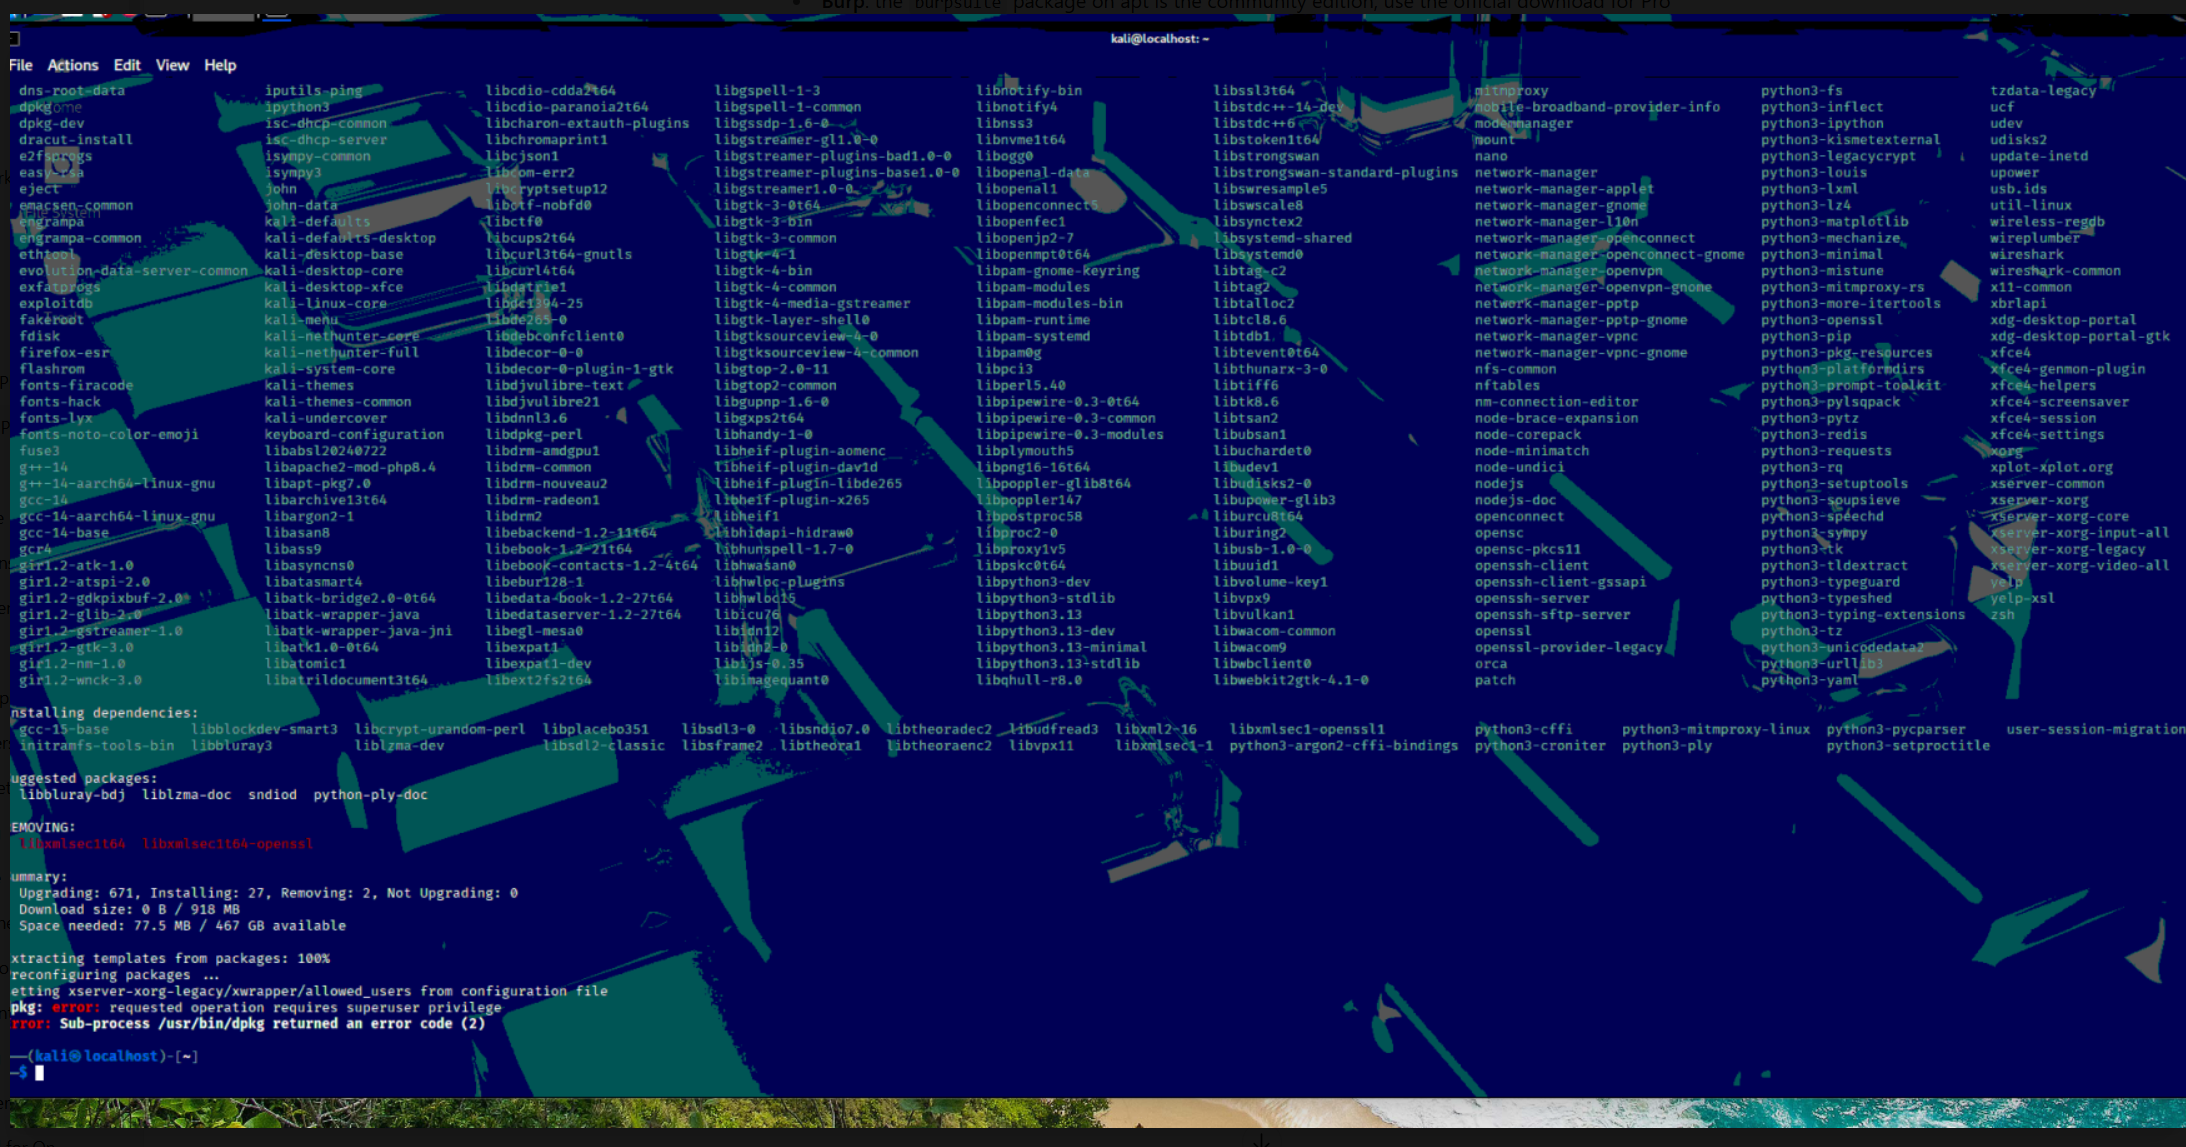 Burp: the burpsuite package on apt is the community edition, use the official download for Pro
kali@localhost: ~
File Actions Edit View Help
dns-root-data iputils-ping libcdio-cdda2t64 libgspell-1-3 libnotify-bin libssl3t64 mitmproxy python3-fs tzdata-legacy
dpkg ipython3 libcdio-paranoia2t64 libgspell-1-common libnotify4 libstdc++-14-dev mobile-broadband-provider-info python3-inflect ucf
dpkg-dev isc-dhcp-common libcharon-extauth-plugins libgssdp-1.6-0 libnss3 libstdc++6 modemmanager python3-ipython udev
dracut-install isc-dhcp-server libchromaprint1 libgstreamer-gl1.0-0 libnvme1t64 libstoken1t64 mount python3-kismetexternal udisks2
e2fsprogs isympy-common libcjson1 libgstreamer-plugins-bad1.0-0 libogg0 libstrongswan nano python3-legacycrypt update-inetd
easy-rsa isympy3 libcom-err2 libgstreamer-plugins-base1.0-0 libopenal-data libstrongswan-standard-plugins network-manager python3-louis upower
eject john libcryptsetup12 libgstreamer1.0-0 libopenal1 libswresample5 network-manager-applet python3-lxml usb.ids
emacsen-common john-data libctf-nobfd0 libgtk-3-0t64 libopenconnect5 libswscale8 network-manager-gnome python3-lz4 util-linux
engrampa kali-defaults libctf0 libgtk-3-bin libopenfec1 libsynctex2 network-manager-l10n python3-matplotlib wireless-regdb
engrampa-common kali-defaults-desktop libcups2t64 libgtk-3-common libopenjp2-7 libsystemd-shared network-manager-openconnect python3-mechanize wireplumber
ethtool kali-desktop-base libcurl3t64-gnutls libgtk-4-1 libopenmpt0t64 libsystemd0 network-manager-openconnect-gnome python3-minimal wireshark
evolution-data-server-common kali-desktop-core libcurl4t64 libgtk-4-bin libpam-gnome-keyring libtag-c2 network-manager-openvpn python3-mistune wireshark-common
exfatprogs kali-desktop-xfce libdatrie1 libgtk-4-common libpam-modules libtag2 network-manager-openvpn-gnome python3-mitmproxy-rs x11-common
exploitdb kali-linux-core libdc1394-25 libgtk-4-media-gstreamer libpam-modules-bin libtalloc2 network-manager-pptp python3-more-itertools xbrlapi
fakeroot kali-menu libde265-0 libgtk-layer-shell0 libpam-runtime libtcl8.6 network-manager-pptp-gnome python3-openssl xdg-desktop-portal
fdisk kali-nethunter-core libdebconfclient0 libgtksourceview-4-0 libpam-systemd libtdb1 network-manager-vpnc python3-pip xdg-desktop-portal-gtk
firefox-esr kali-nethunter-full libdecor-0-0 libgtksourceview-4-common libpam0g libtevent0t64 network-manager-vpnc-gnome python3-pkg-resources xfce4
flashrom kali-system-core libdecor-0-plugin-1-gtk libgtop-2.0-11 libpci3 libthunarx-3-0 nfs-common python3-platformdirs xfce4-genmon-plugin
fonts-firacode kali-themes libdjvulibre-text libgtop2-common libperl5.40 libtiff6 nftables python3-prompt-toolkit xfce4-helpers
fonts-hack kali-themes-common libdjvulibre21 libgupnp-1.6-0 libpipewire-0.3-0t64 libtk8.6 nm-connection-editor python3-pylsqpack xfce4-screensaver
fonts-lyx kali-undercover libdnnl3.6 libgxps2t64 libpipewire-0.3-common libtsan2 node-brace-expansion python3-pytz xfce4-session
fonts-noto-color-emoji keyboard-configuration libdpkg-perl libhandy-1-0 libpipewire-0.3-modules libubsan1 node-corepack python3-redis xfce4-settings
fuse3 libabsl20240722 libdrm-amdgpu1 libheif-plugin-aomenc libplymouth5 libuchardet0 node-minimatch python3-requests xorg
g++-14 libapache2-mod-php8.4 libdrm-common libheif-plugin-dav1d libpng16-16t64 libudev1 node-undici python3-rq xplot-xplot.org
g++-14-aarch64-linux-gnu libapt-pkg7.0 libdrm-nouveau2 libheif-plugin-libde265 libpoppler-glib8t64 libudisks2-0 nodejs python3-setuptools xserver-common
gcc-14 libarchive13t64 libdrm-radeon1 libheif-plugin-x265 libpoppler147 libupower-glib3 nodejs-doc python3-soupsieve xserver-xorg
gcc-14-aarch64-linux-gnu libargon2-1 libdrm2 libheif1 libpostproc58 liburcu8t64 openconnect python3-speechd xserver-xorg-core
gcc-14-base libasan8 libebackend-1.2-11t64 libhidapi-hidraw0 libproc2-0 liburing2 opensc python3-sympy xserver-xorg-input-all
gcr4 libass9 libebook-1.2-21t64 libhunspell-1.7-0 libproxy1v5 libusb-1.0-0 opensc-pkcs11 python3-tk xserver-xorg-legacy
gir1.2-atk-1.0 libasyncns0 libebook-contacts-1.2-4t64 libhwasan0 libpskc0t64 libuuid1 openssh-client python3-tldextract xserver-xorg-video-all
gir1.2-atspi-2.0 libatasmart4 libebur128-1 libhwloc-plugins libpython3-dev libvolume-key1 openssh-client-gssapi python3-typeguard yelp
gir1.2-gdkpixbuf-2.0 libatk-bridge2.0-0t64 libedata-book-1.2-27t64 libhwloc15 libpython3-stdlib libvpx9 openssh-server python3-typeshed yelp-xsl
gir1.2-glib-2.0 libatk-wrapper-java libedataserver-1.2-27t64 libicu76 libpython3.13 libvulkan1 openssh-sftp-server python3-typing-extensions zsh
gir1.2-gstreamer-1.0 libatk-wrapper-java-jni libegl-mesa0 libidn12 libpython3.13-dev libwacom-common openssl python3-tz
gir1.2-gtk-3.0 libatk1.0-0t64 libexpat1 libidn2-0 libpython3.13-minimal libwacom9 openssl-provider-legacy python3-unicodedata2
gir1.2-nm-1.0 libatomic1 libexpat1-dev libijs-0.35 libpython3.13-stdlib libwbclient0 orca python3-urllib3
gir1.2-wnck-3.0 libatrildocument3t64 libext2fs2t64 libimagequant0 libqhull-r8.0 libwebkit2gtk-4.1-0 patch python3-yaml
nstalling dependencies:
gcc-15-base libblockdev-smart3 libcrypt-urandom-perl libplacebo351 libsdl3-0 libsndio7.0 libtheoradec2 libudfread3 libxml2-16 libxmlsec1-openssl1 python3-cffi python3-mitmproxy-linux python3-pycparser user-session-migration
initramfs-tools-bin libbluray3 liblzma-dev libsdl2-classic libsframe2 libtheora1 libtheoraenc2 libvpx11 libxmlsec1-1 python3-argon2-cffi-bindings python3-croniter python3-ply python3-setproctitle
uggested packages:
libbluray-bdj liblzma-doc sndiod python-ply-doc
EMOVING:
libxmlsec1t64 libxmlsec1t64-openssl
ummary:
Upgrading: 671, Installing: 27, Removing: 2, Not Upgrading: 0
Download size: 0 B / 918 MB
Space needed: 77.5 MB / 467 GB available
xtracting templates from packages: 100%
reconfiguring packages ...
etting xserver-xorg-legacy/xwrapper/allowed_users from configuration file
pkg: error: requested operation requires superuser privilege
rror: Sub-process /usr/bin/dpkg returned an error code (2)
(kali㉿localhost)-[~]
$